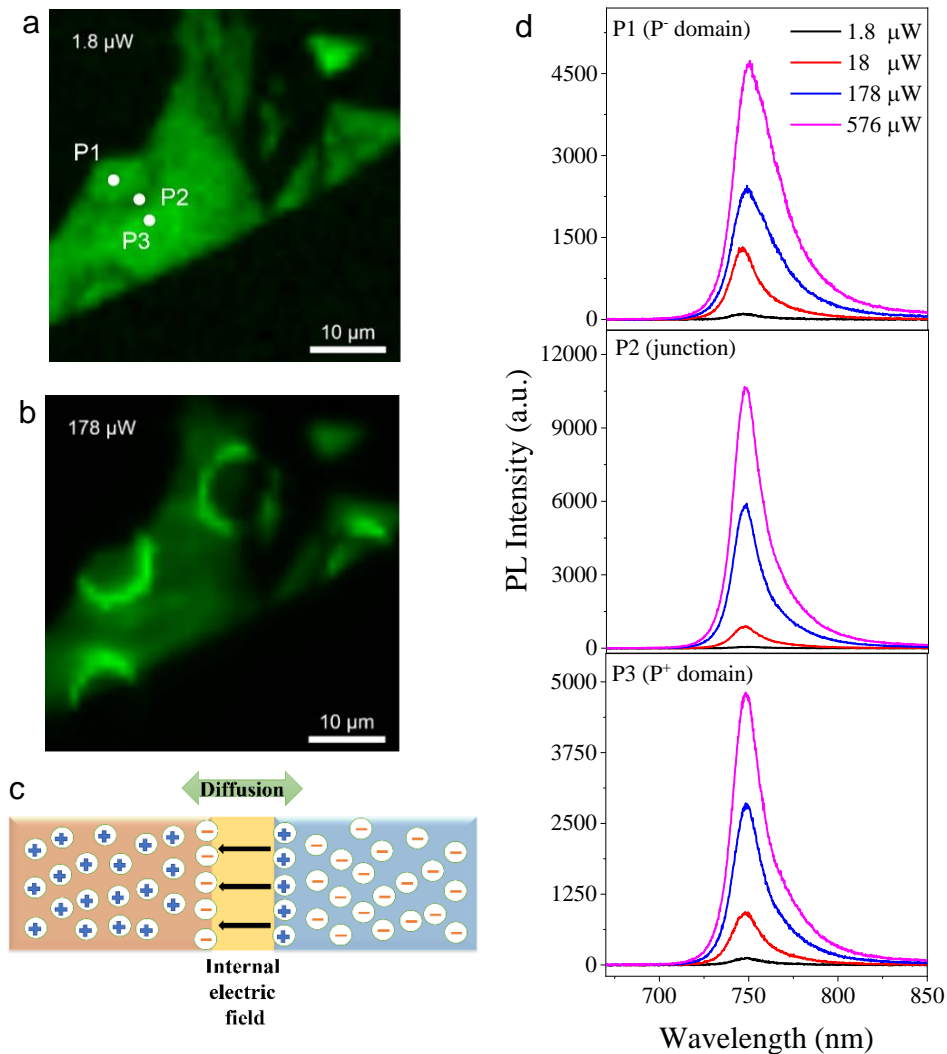 a
1.8 µW
P1
P2
P3
10 µm
b
178 µW
10 µm
c
Diffusion
Internal
electric
field
d
P1 (P⁻ domain)
1.8 µW
18 µW
178 µW
576 µW
4500
3000
1500
0
P2 (junction)
12000
9000
6000
3000
0
P3 (P⁺ domain)
5000
3750
2500
1250
0
PL Intensity (a.u.)
700 750 800 850
Wavelength (nm)